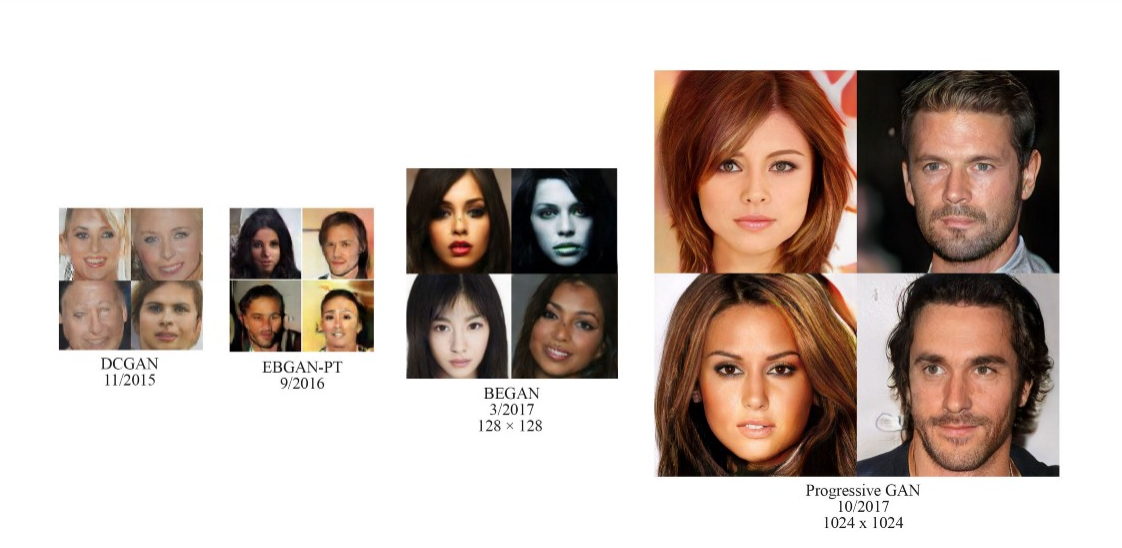 DCGAN
11/2015
EBGAN-PT
9/2016
BEGAN
3/2017
128 × 128
Progressive GAN
10/2017
1024 x 1024